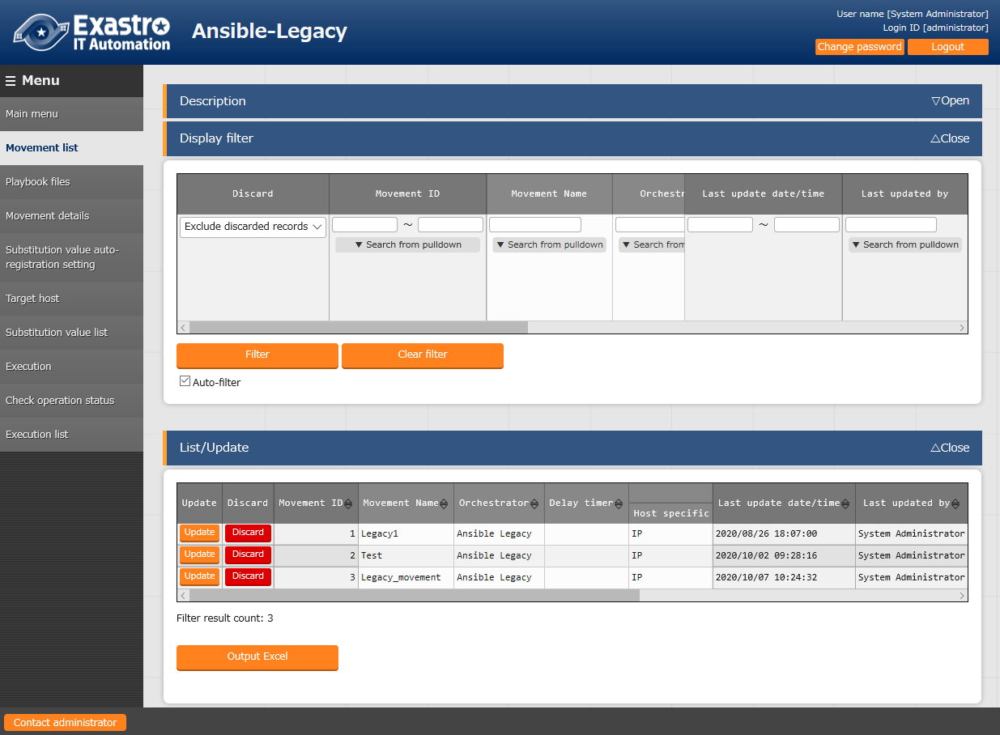 Exastro
IT Automation
Ansible-Legacy
User name [System Administrator]
Login ID [administrator]
Change password
Logout
Menu
Main menu
Movement list
Playbook files
Movement details
Substitution value auto-
registration setting
Target host
Substitution value list
Execution
Check operation status
Execution list
Description ▽Open
Display filter △Close
Discard Movement ID Movement Name Orchestr Last update date/time Last updated by
Exclude discarded records ~ ~
▼ Search from pulldown ▼ Search from pulldown ▼ Search from ▼ Search from pulldown
Filter Clear filter
Auto-filter
List/Update △Close
Update Discard Movement ID Movement Name Orchestrator Delay timer Host specific Last update date/time Last updated by
Update Discard 1 Legacy1 Ansible Legacy IP 2020/08/26 18:07:00 System Administrator
Update Discard 2 Test Ansible Legacy IP 2020/10/02 09:28:16 System Administrator
Update Discard 3 Legacy_movement Ansible Legacy IP 2020/10/07 10:24:32 System Administrator
Filter result count: 3
Output Excel
Contact administrator